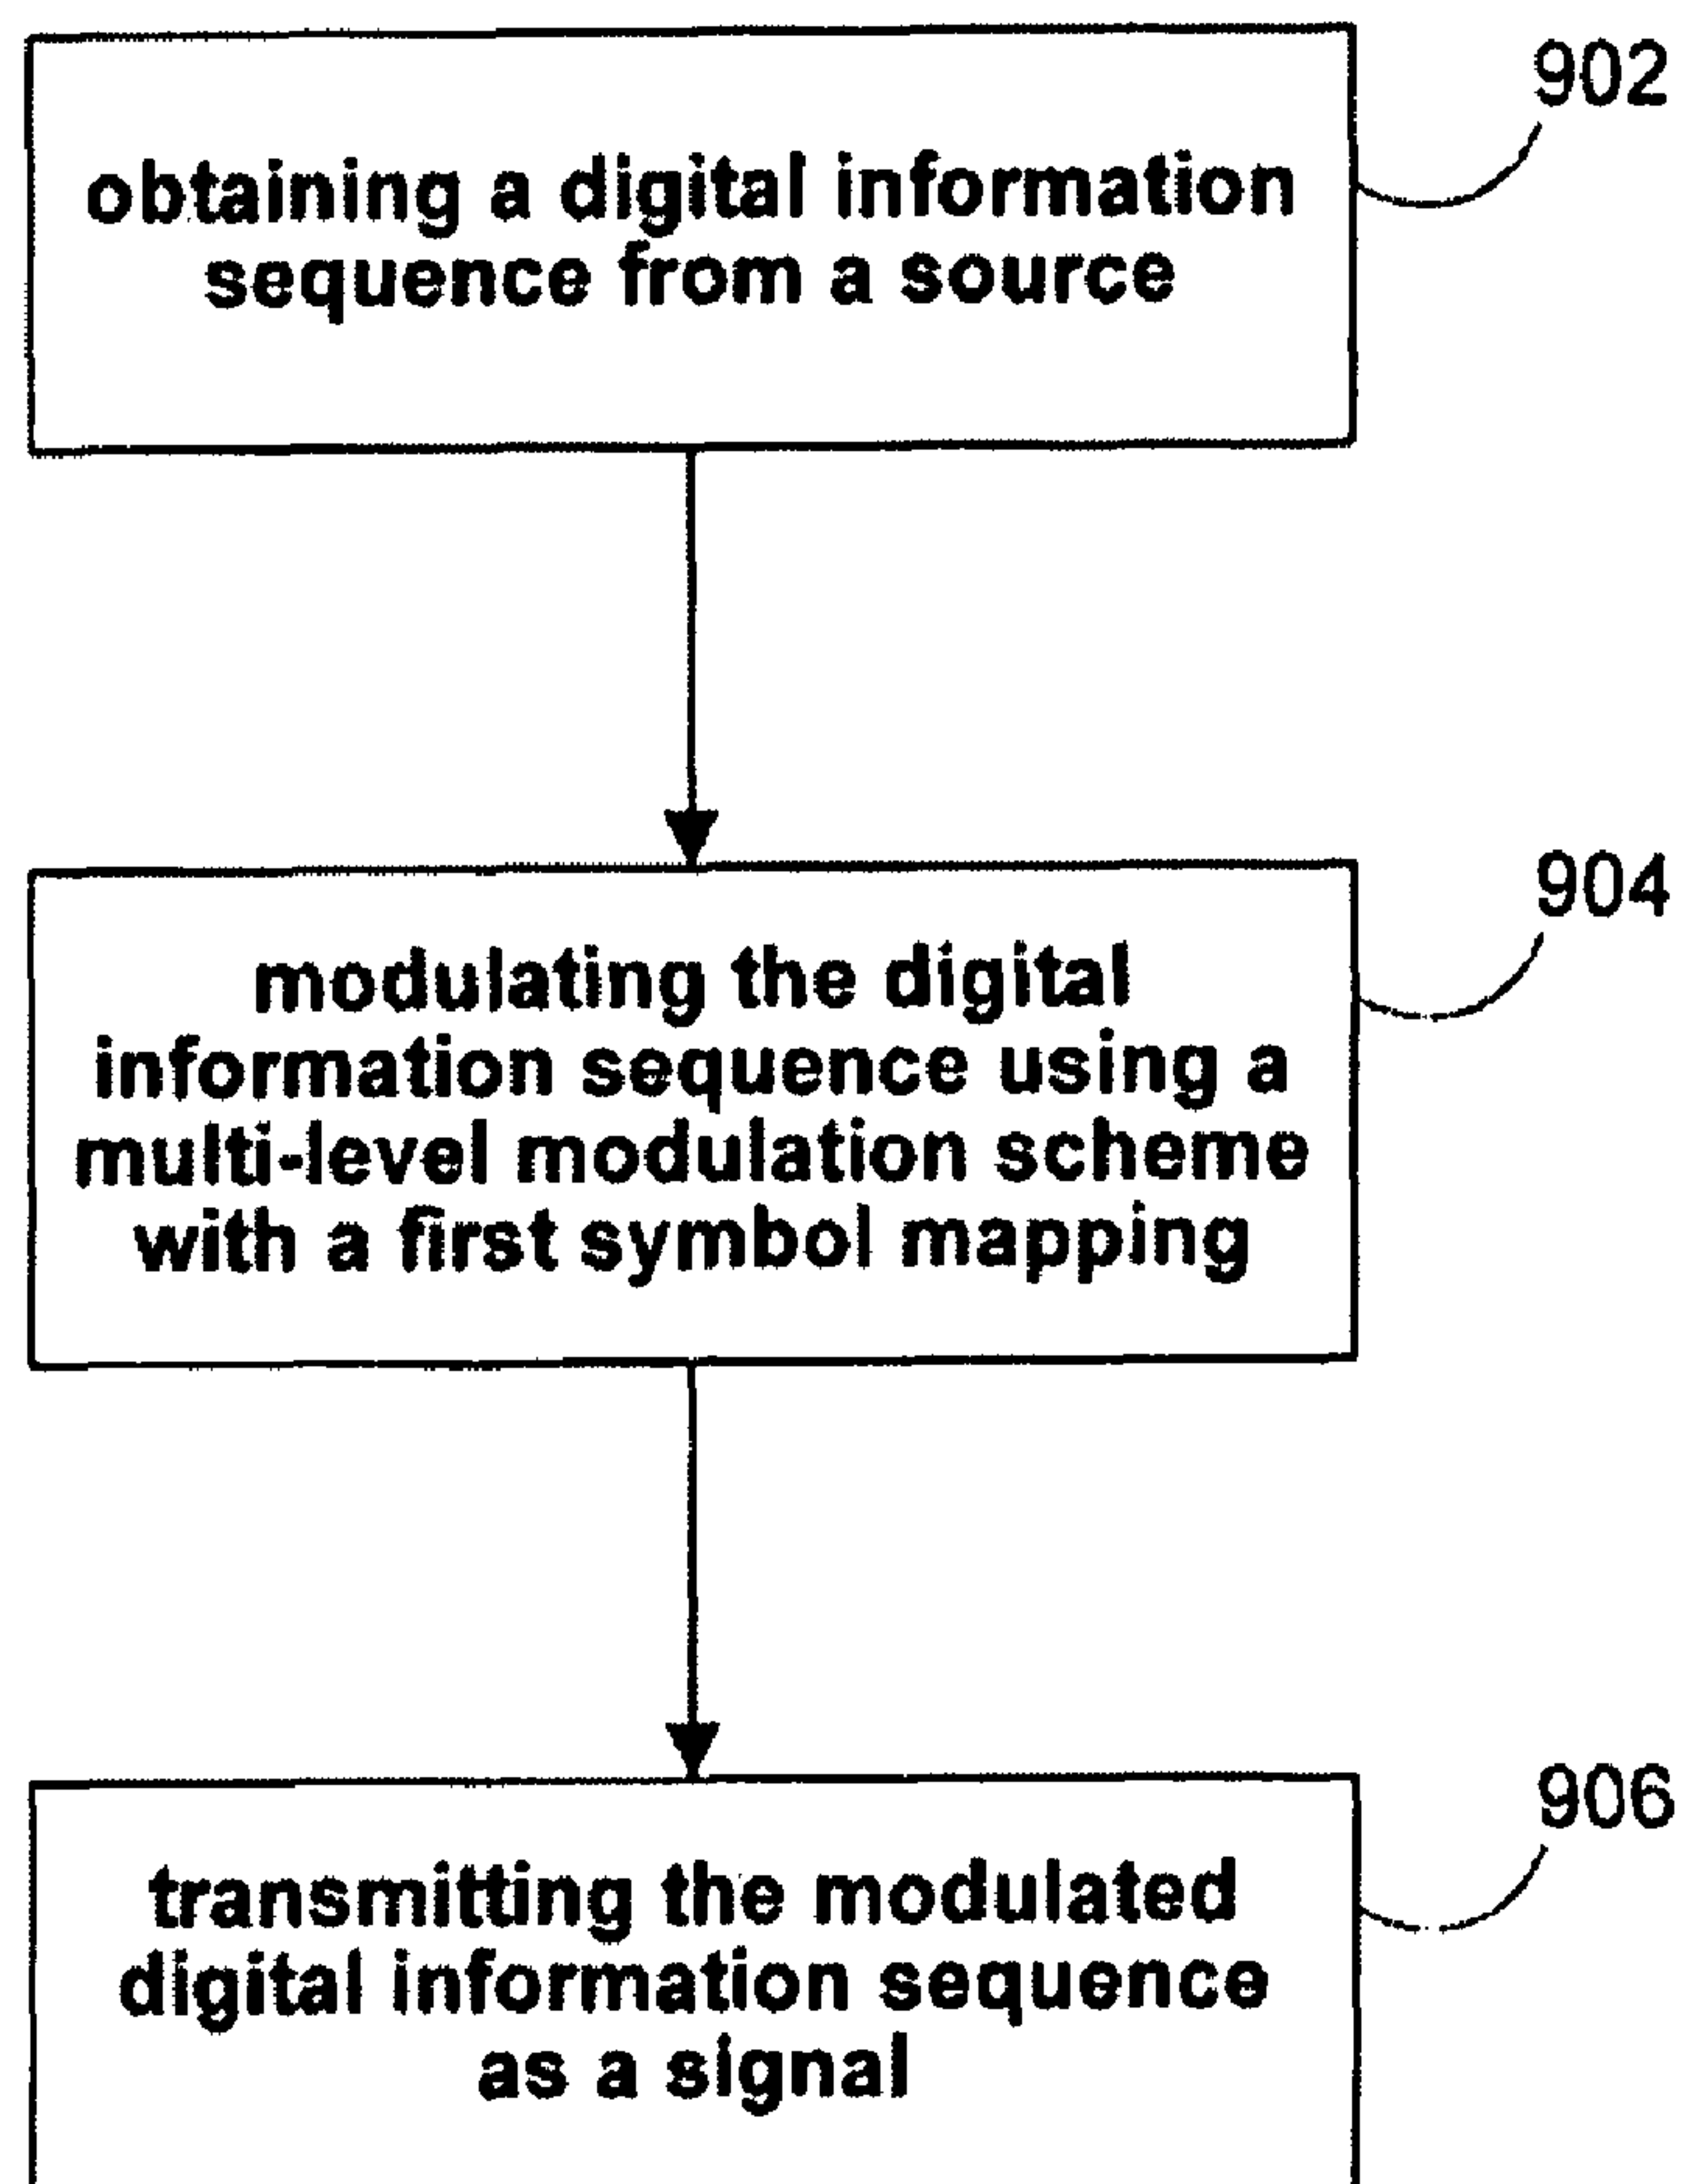 902
obtaining a digital information
sequence from a source
904
modulating the digital
information sequence using a
multi-level modulation scheme
with a first symbol mapping
906
transmitting the modulated
digital information sequence
as a signal